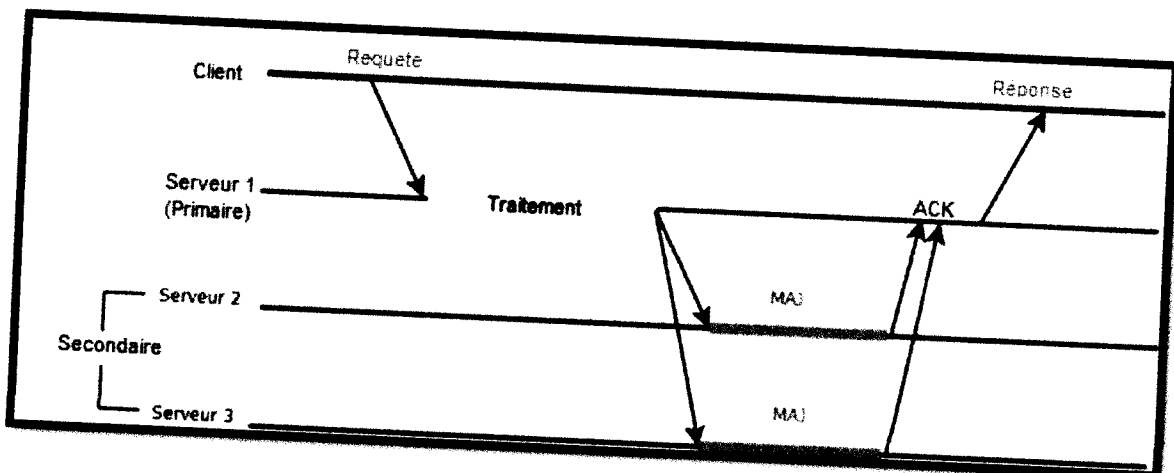 Client
Requete
Réponse
Serveur 1
(Primaire)
Traitement
ACK
Serveur 2
MAJ
Secondaire
Serveur 3
MAJ